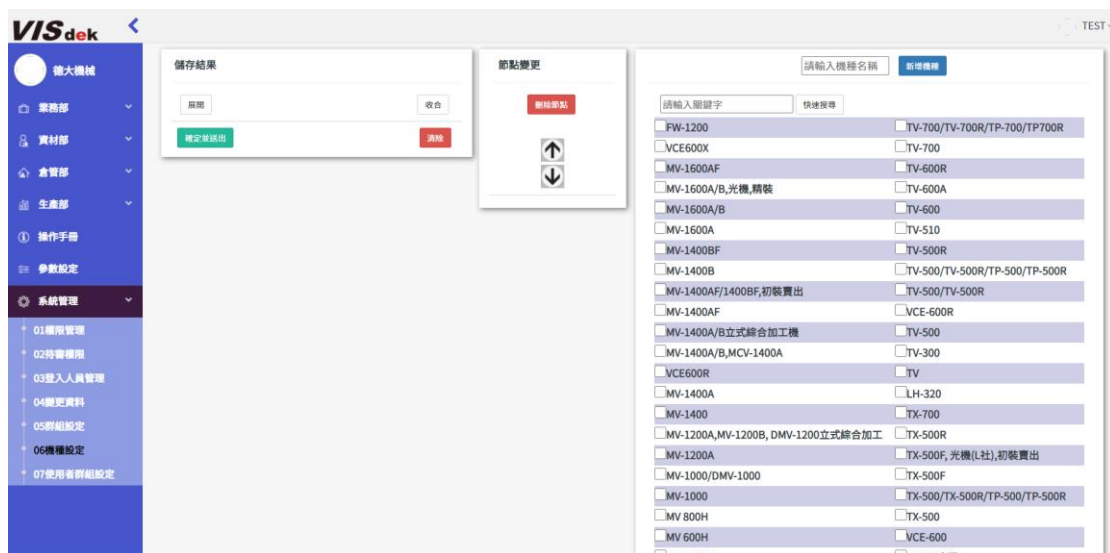 VISdek
TEST
德大機械
業務部
資材部
倉管部
生產部
操作手冊
參數設定
系統管理
01權限管理
02待審權限
03登入人員管理
04變更資料
05群組設定
06機種設定
07使用者群組設定
儲存結果
展開
收合
確定並送出
清除
節點變更
刪除節點
請輸入機種名稱
新增機種
請輸入關鍵字
快速搜尋
FW-1200
TV-700/TV-700R/TP-700/TP700R
VCE600X
TV-700
MV-1600AF
TV-600R
MV-1600A/B,光機,精裝
TV-600A
MV-1600A/B
TV-600
MV-1600A
TV-510
MV-1400BF
TV-500R
MV-1400B
TV-500/TV-500R/TP-500/TP-500R
MV-1400AF/1400BF,初裝賣出
TV-500/TV-500R
MV-1400AF
VCE-600R
MV-1400A/B立式綜合加工機
TV-500
MV-1400A/B,MCV-1400A
TV-300
VCE600R
TV
MV-1400A
LH-320
MV-1400
TX-700
MV-1200A,MV-1200B, DMV-1200立式綜合加工
TX-500R
MV-1200A
TX-500F, 光機(L社),初裝賣出
MV-1000/DMV-1000
TX-500F
MV-1000
TX-500/TX-500R/TP-500/TP-500R
MV 800H
TX-500
MV 600H
VCE-600